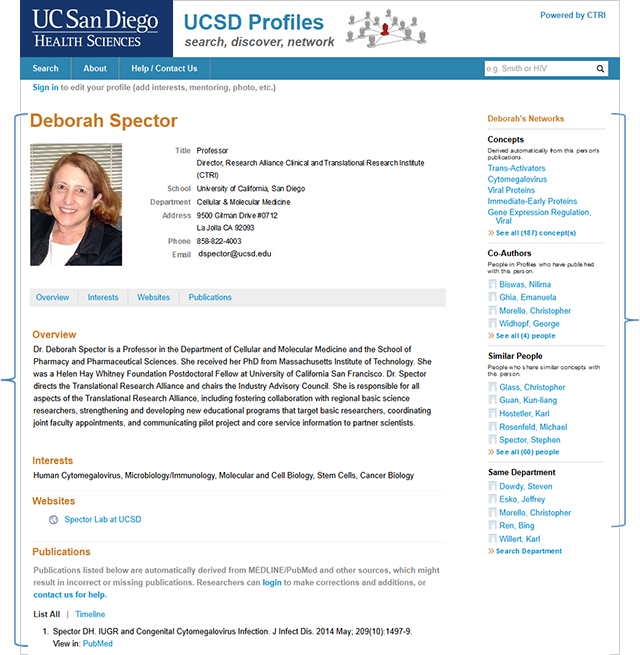 UC San Diego
HEALTH SCIENCES
UCSD Profiles
search, discover, network
Powered by CTRI
Search
About
Help / Contact Us
e.g. Smith or HIV
Sign in to edit your profile (add interests, mentoring, photo, etc.)
Deborah Spector
Title Professor
Director, Research Alliance Clinical and Translational Research Institute
(CTRI)
School University of California, San Diego
Department Cellular & Molecular Medicine
Address 9500 Gilman Drive #0712
La Jolla CA 92093
Phone 858-822-4003
Email dspector@ucsd.edu
Overview | Interests | Websites | Publications
Overview
Dr. Deborah Spector is a Professor in the Department of Cellular and Molecular Medicine and the School of
Pharmacy and Pharmaceutical Sciences. She received her PhD from Massachusetts Institute of Technology. She
was a Helen Hay Whitney Foundation Postdoctoral Fellow at University of California San Francisco. Dr. Spector
directs the Translational Research Alliance and chairs the Industry Advisory Council. She is responsible for all
aspects of the Translational Research Alliance, including fostering collaboration with regional basic science
researchers, strengthening and developing new educational programs that target basic researchers, coordinating
joint faculty appointments, and communicating pilot project and core service information to partner scientists.
Interests
Human Cytomegalovirus, Microbiology/Immunology, Molecular and Cell Biology, Stem Cells, Cancer Biology
Websites
Spector Lab at UCSD
Publications
Publications listed below are automatically derived from MEDLINE/PubMed and other sources, which might
result in incorrect or missing publications. Researchers can login to make corrections and additions, or
contact us for help.
List All | Timeline
1. Spector DH. IUGR and Congenital Cytomegalovirus Infection. J Infect Dis. 2014 May; 209(10):1497-9.
View in: PubMed
Deborah's Networks
Concepts
Derived automatically from this person's
publications.
Trans-Activators
Cytomegalovirus
Viral Proteins
Immediate-Early Proteins
Gene Expression Regulation,
Viral
See all (187) concept(s)
Co-Authors
People in Profiles who have published
with this person.
Biswas, Nilima
Ghia, Emanuela
Morello, Christopher
Widhopf, George
See all (4) people
Similar People
People who share similar concepts with
this person.
Glass, Christopher
Guan, Kun-liang
Hostetler, Karl
Rosenfeld, Michael
Spector, Stephen
See all (60) people
Same Department
Dowdy, Steven
Esko, Jeffrey
Morello, Christopher
Ren, Bing
Willert, Karl
Search Department